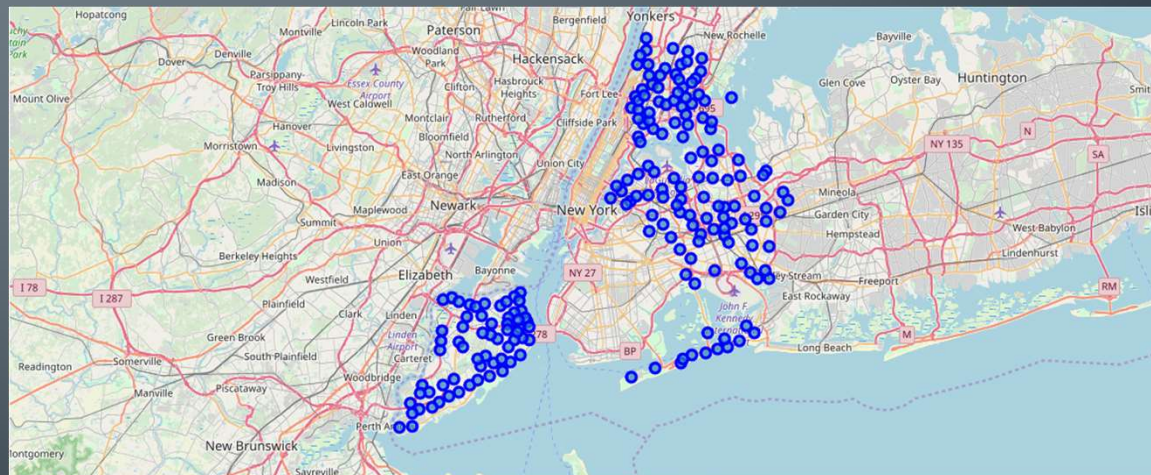 Hopatcong
Lincoln Park
Bergenfield
Yonkers
Montville
Paterson
New Rochelle
Bayville
Denville
Woodland
Park
Hackensack
Dover
Parsippany-
Troy Hills
Essex County
Airport
Clifton
Hasbrouck
Heights
Fort Lee
Glen Cove
Oyster Bay
Huntington
Mount Olive
West Caldwell
Rutherford
Montclair
Cliffside Park
Hanover
Bloomfield
N
Morristown
Livingston
North Arlington
NY 135
SA
Union City
East Orange
Madison
Mineola
Maplewood
Newark
New York
Garden City
Summit
Hempstead
West-Babylon
Union
Berkeley Heights
Lindenhurst
Elizabeth
Bayonne
NY 27
Westfield
Freeport
I 78
I 287
Plainfield
East Rockaway
RM
Clark
Linden
John F.
Green Brook
Linden
Airport
78
M
Carteret
BP
Long Beach
Somerville
South Plainfield
Readington
Woodbridge
Manville
Piscataway
Perth
New Brunswick
Sayreville